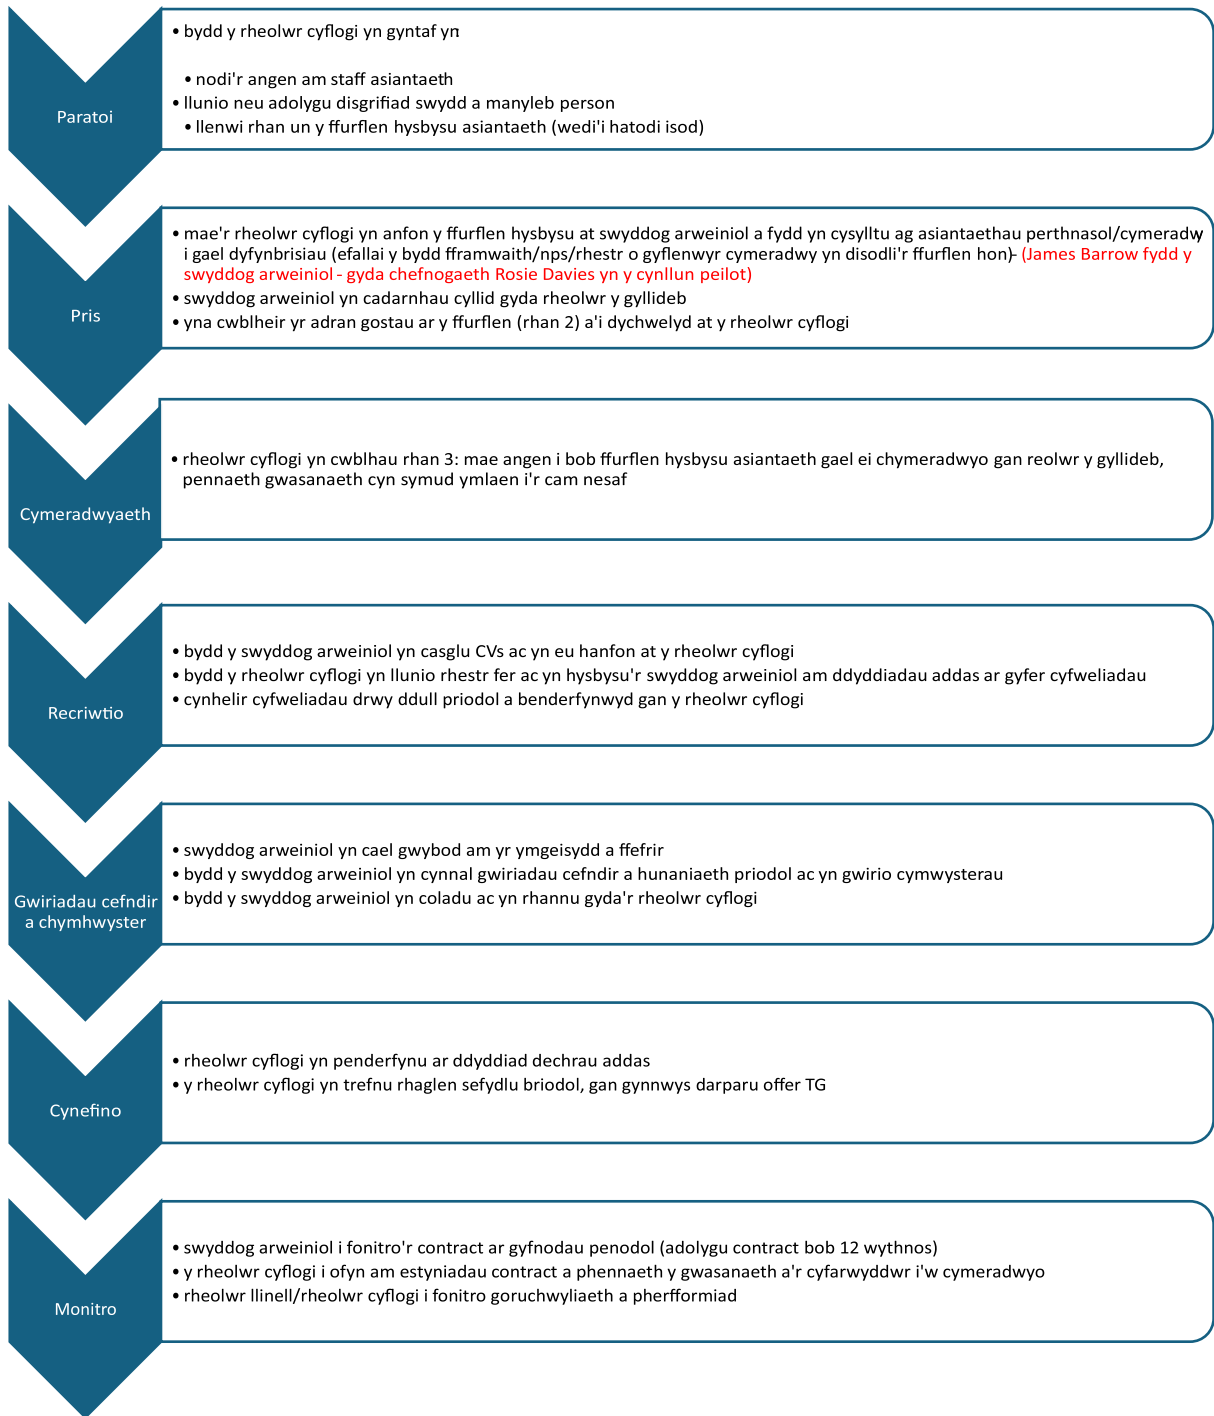 Paratoi
• bydd y rheolwr cyflogi yn gyntaf yn:
• nodi'r angen am staff asiantaeth
• llunio neu adolygu disgrifiad swydd a manyleb person
• llenwi rhan un y ffurflen hysbysu asiantaeth (wedi'i hatodi isod)
Pris
• mae'r rheolwr cyflogi yn anfon y ffurflen hysbysu at swyddog arweiniol a fydd yn cysylltu ag asiantaethau perthnasol/cymeradwy
i gael dyfynbrisiau (efallai y bydd fframwaith/nps/rhestr o gyflenwyr cymeradwy yn disodli'r ffurflen hon)- (James Barrow fydd y
swyddog arweiniol - gyda chefnogaeth Rosie Davies yn y cynllun peilot)
• swyddog arweiniol yn cadarnhau cyllid gyda rheolwr y gyllideb
• yna cwblheir yr adran gostau ar y ffurflen (rhan 2) a'i dychwelyd at y rheolwr cyflogi
Cymeradwyaeth
• rheolwr cyflogi yn cwblhau rhan 3: mae angen i bob ffurflen hysbysu asiantaeth gael ei chymeradwyo gan reolwr y gyllideb,
pennaeth gwasanaeth cyn symud ymlaen i'r cam nesaf
Recriwtio
• bydd y swyddog arweiniol yn casglu CVs ac yn eu hanfon at y rheolwr cyflogi
• bydd y rheolwr cyflogi yn llunio rhestr fer ac yn hysbysu'r swyddog arweiniol am ddyddiadau addas ar gyfer cyfweliadau
• cynhelir cyfweliadau drwy ddull priodol a benderfynwyd gan y rheolwr cyflogi
Gwiriadau cefndir
a chymhwyster
• swyddog arweiniol yn cael gwybod am yr ymgeisydd a ffefrir
• bydd y swyddog arweiniol yn cynnal gwiriadau cefndir a hunaniaeth priodol ac yn gwirio cymwysterau
• bydd y swyddog arweiniol yn coladu ac yn rhannu gyda'r rheolwr cyflogi
Cynefino
• rheolwr cyflogi yn penderfynu ar ddyddiad dechrau addas
• y rheolwr cyflogi yn trefnu rhaglen sefydlu briodol, gan gynnwys darparu offer TG
Monitro
• swyddog arweiniol i fonitro'r contract ar gyfnodau penodol (adolygu contract bob 12 wythnos)
• y rheolwr cyflogi i ofyn am estyniadau contract a phennaeth y gwasanaeth a'r cyfarwyddwr i'w cymeradwyo
• rheolwr llinell/rheolwr cyflogi i fonitro goruchwyliaeth a pherfformiad